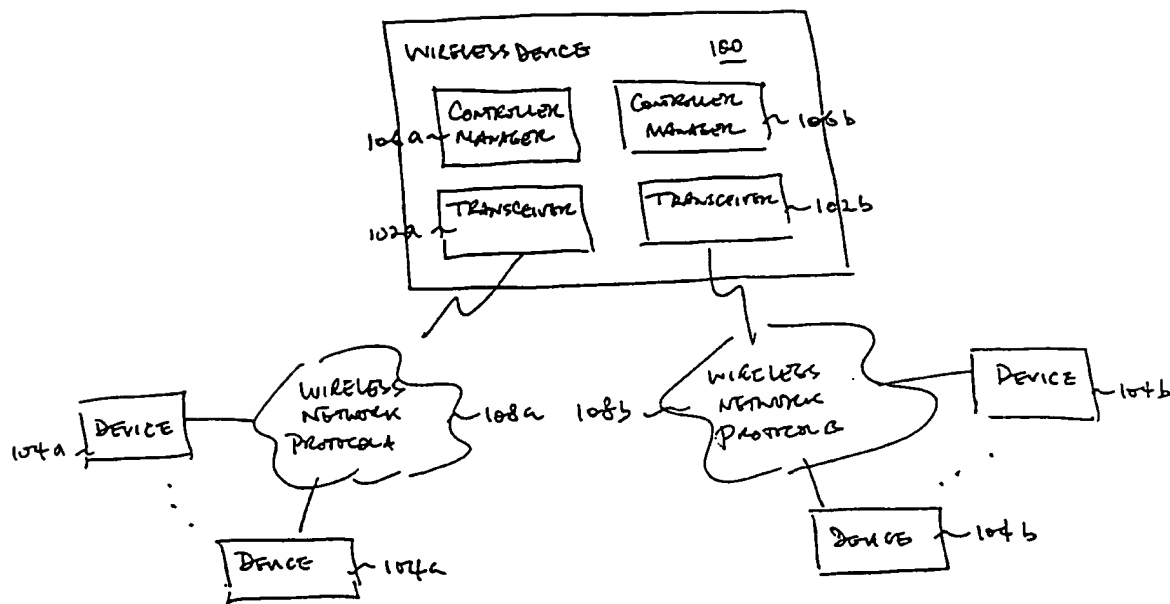 WIRELESS DEVICE 100
CONTROLLER
MANAGER
106a
CONTROLLER
MANAGER
106b
TRANSCEIVER
102a
TRANSCEIVER
102b
WIRELESS
NETWORK
PROTOCOL A
108a
WIRELESS
NETWORK
PROTOCOL B
108b
DEVICE
104a
DEVICE
104b
DEVICE
104a
DEVICE
104b